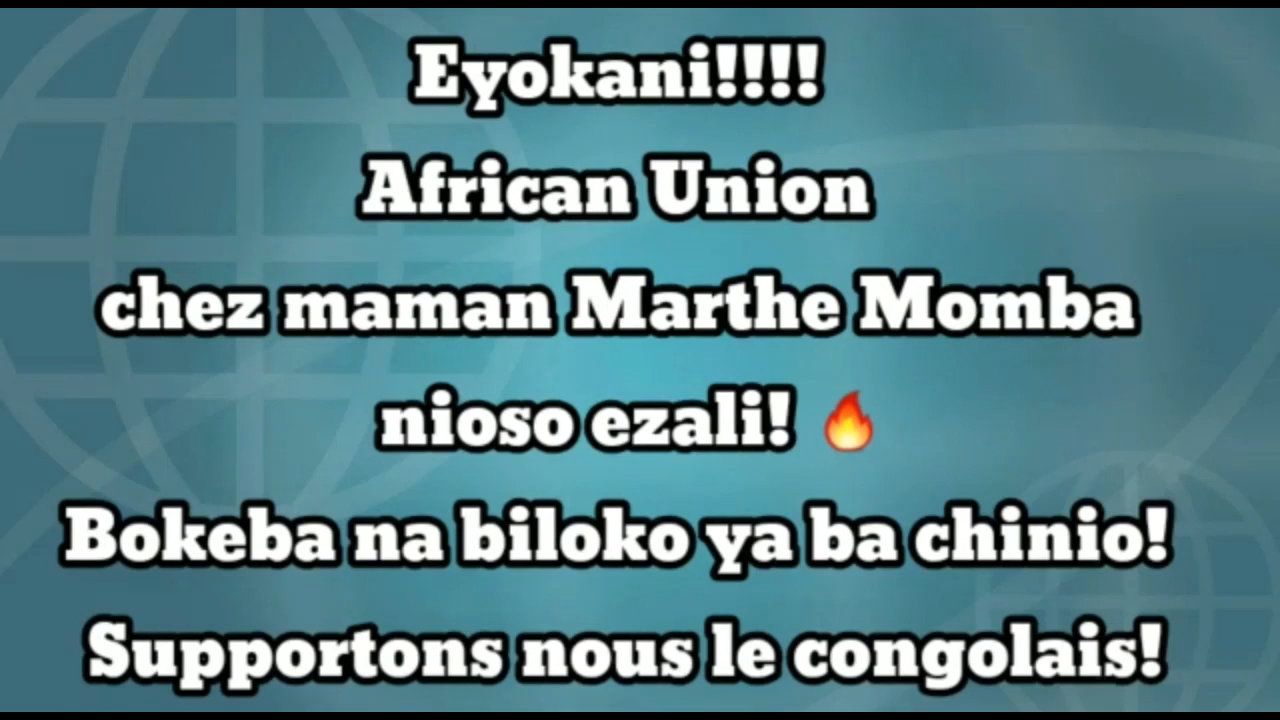 Eyokani!!!!
African Union
chez maman Marthe Momba
nioso ezali! 🔥
Bokeba na biloko ya ba chinio!
Supportons nous le congolais!